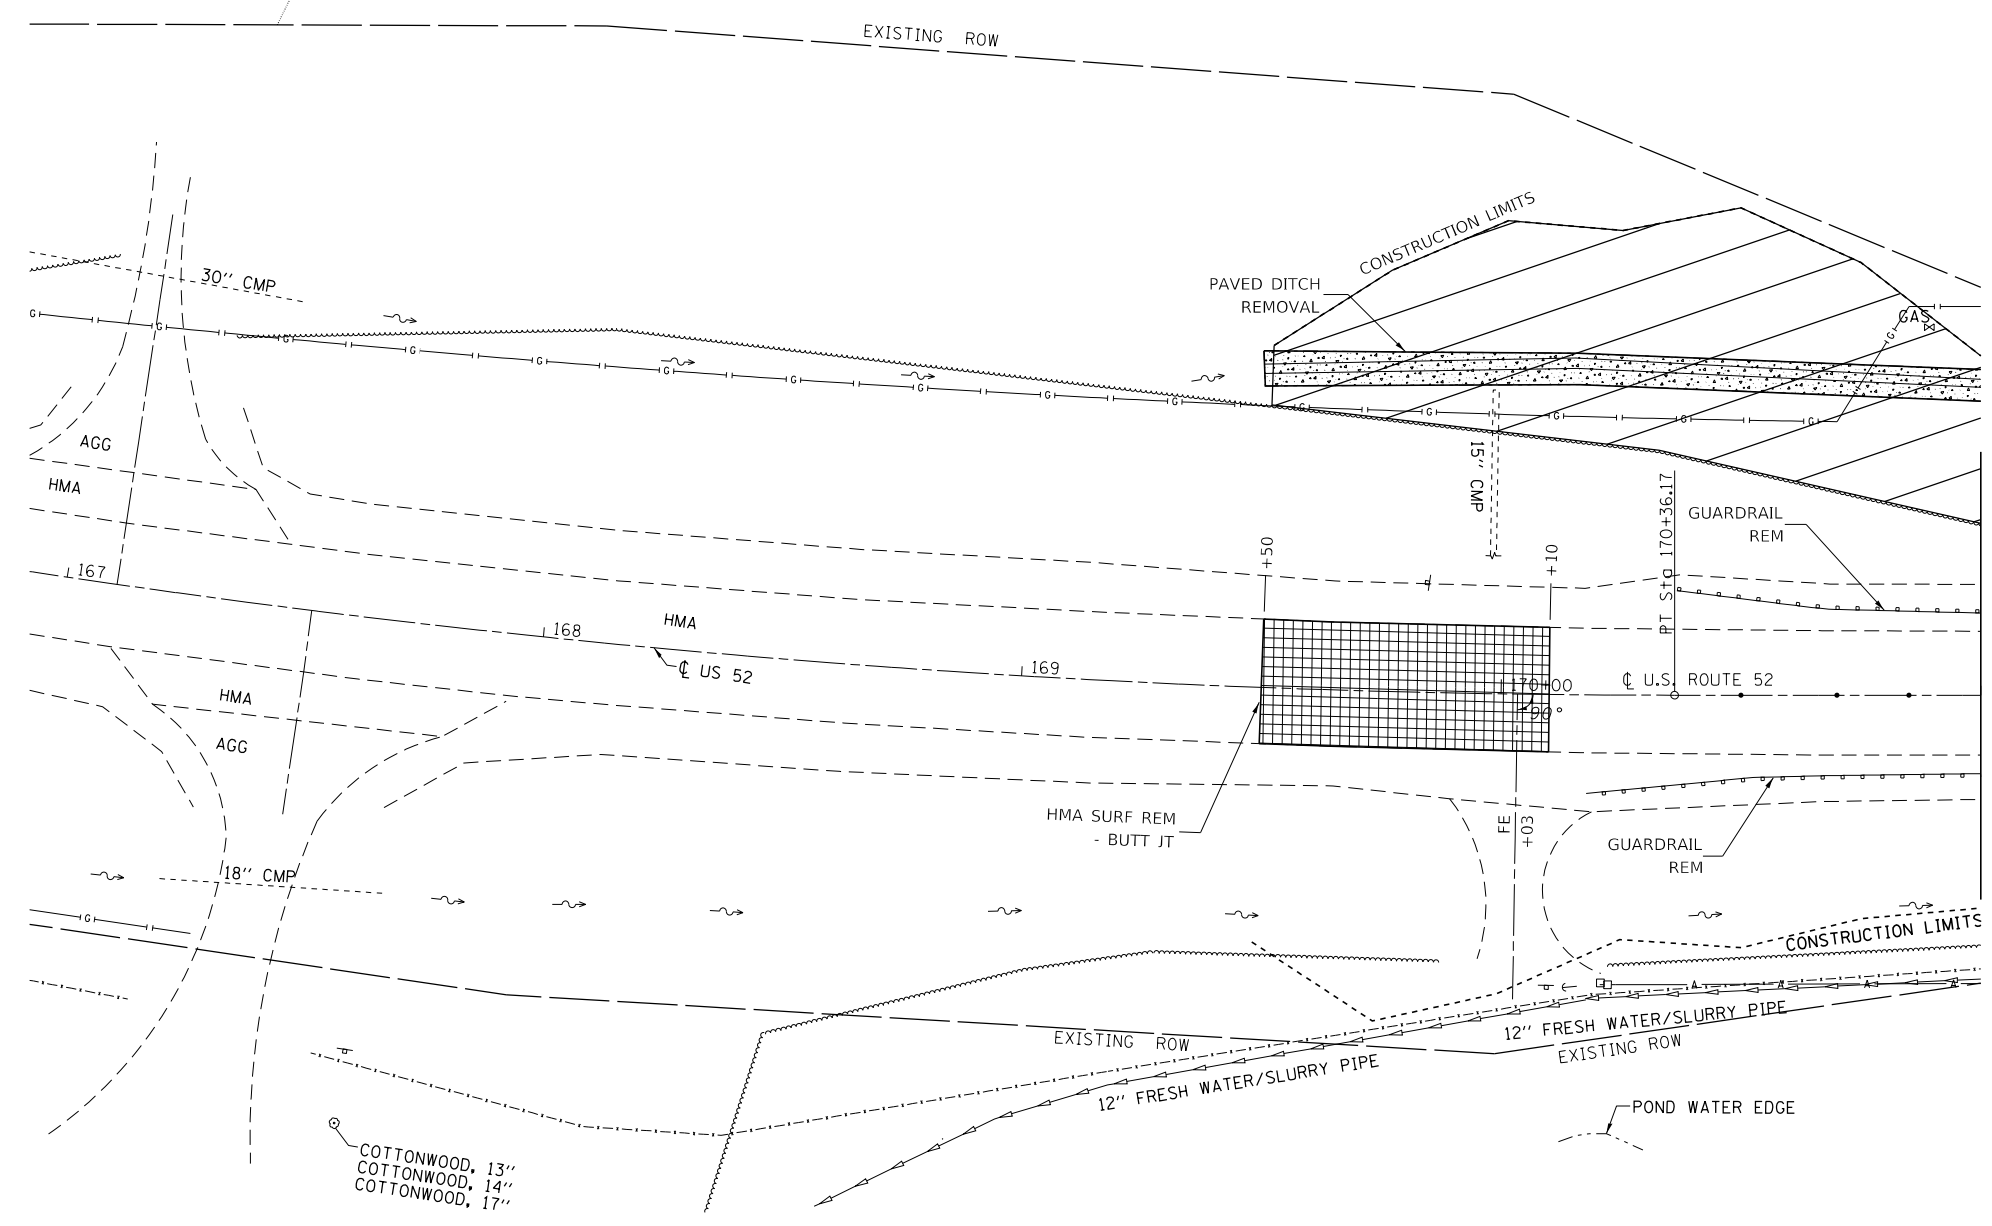 EXISTING ROW
CONSTRUCTION LIMITS
30'' CMP
PAVED DITCH
REMOVAL
GAS
G G G G G G G G G G G G G G G G
AGG
HMA
15'' CMP
PT Sta 170+36.17
GUARDRAIL
REM
+50
+10
167
168
HMA
℄ US 52
169
170+00
90°
℄ U.S. ROUTE 52
HMA
AGG
HMA SURF REM
- BUTT JT
FE
+03
GUARDRAIL
REM
18'' CMP
G
CONSTRUCTION LIMITS
A A A A
12'' FRESH WATER/SLURRY PIPE
EXISTING ROW
EXISTING ROW
12'' FRESH WATER/SLURRY PIPE
POND WATER EDGE
COTTONWOOD, 13''
COTTONWOOD, 14''
COTTONWOOD, 17''